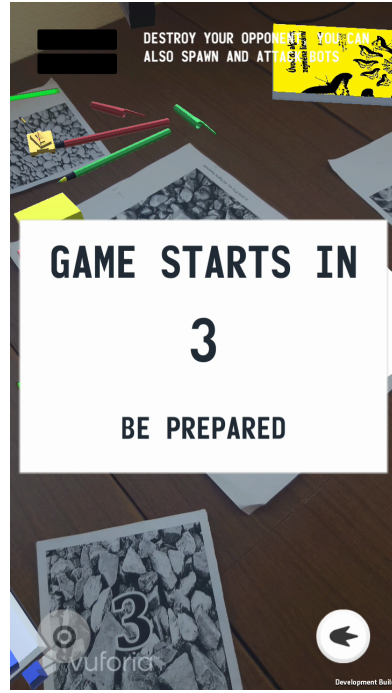 DESTROY YOUR OPPONENT. YOU CAN
ALSO SPAWN AND ATTACK BOTS
GAME STARTS IN
3
BE PREPARED
3
vuforia
Development Buil